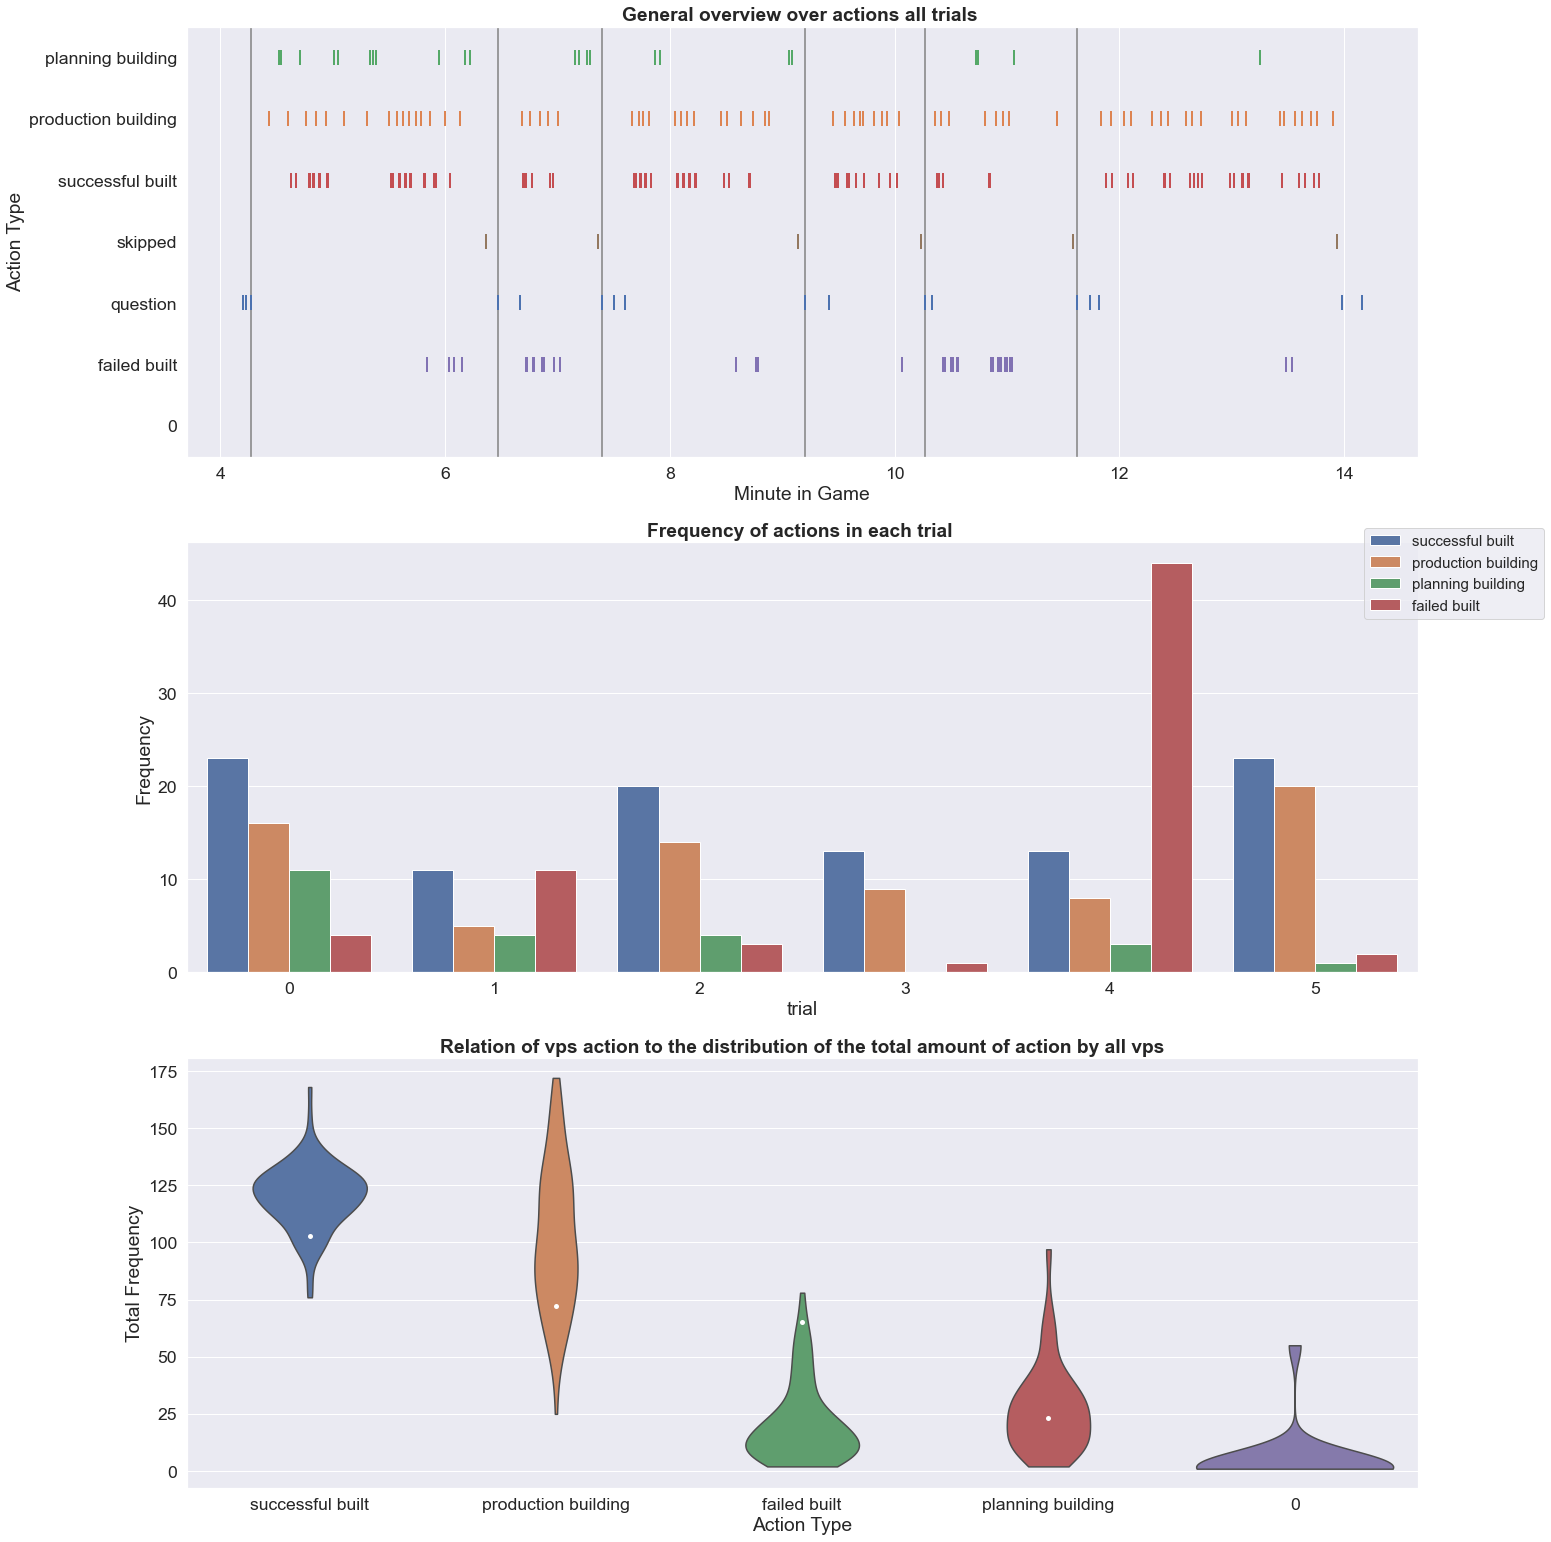 General overview over actions all trials
planning building
production building
successful built
skipped
question
failed built
0
Action Type
4 6 8 10 12 14
Minute in Game
Frequency of actions in each trial
successful built
production building
planning building
failed built
40
30
20
10
0
Frequency
0 1 2 3 4 5
trial
Relation of vps action to the distribution of the total amount of action by all vps
175
150
125
100
75
50
25
0
Total Frequency
successful built production building failed built planning building 0
Action Type